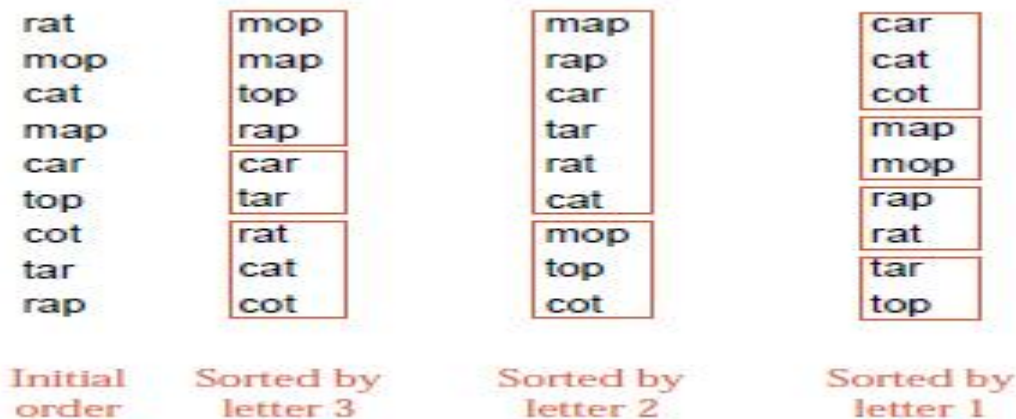 rat mop map car
mop map rap cat
cat top car cot
map rap tar map
car car rat mop
top tar cat rap
cot rat mop rat
tar cat top tar
rap cot cot top
Initial Sorted by Sorted by Sorted by
order letter 3 letter 2 letter 1